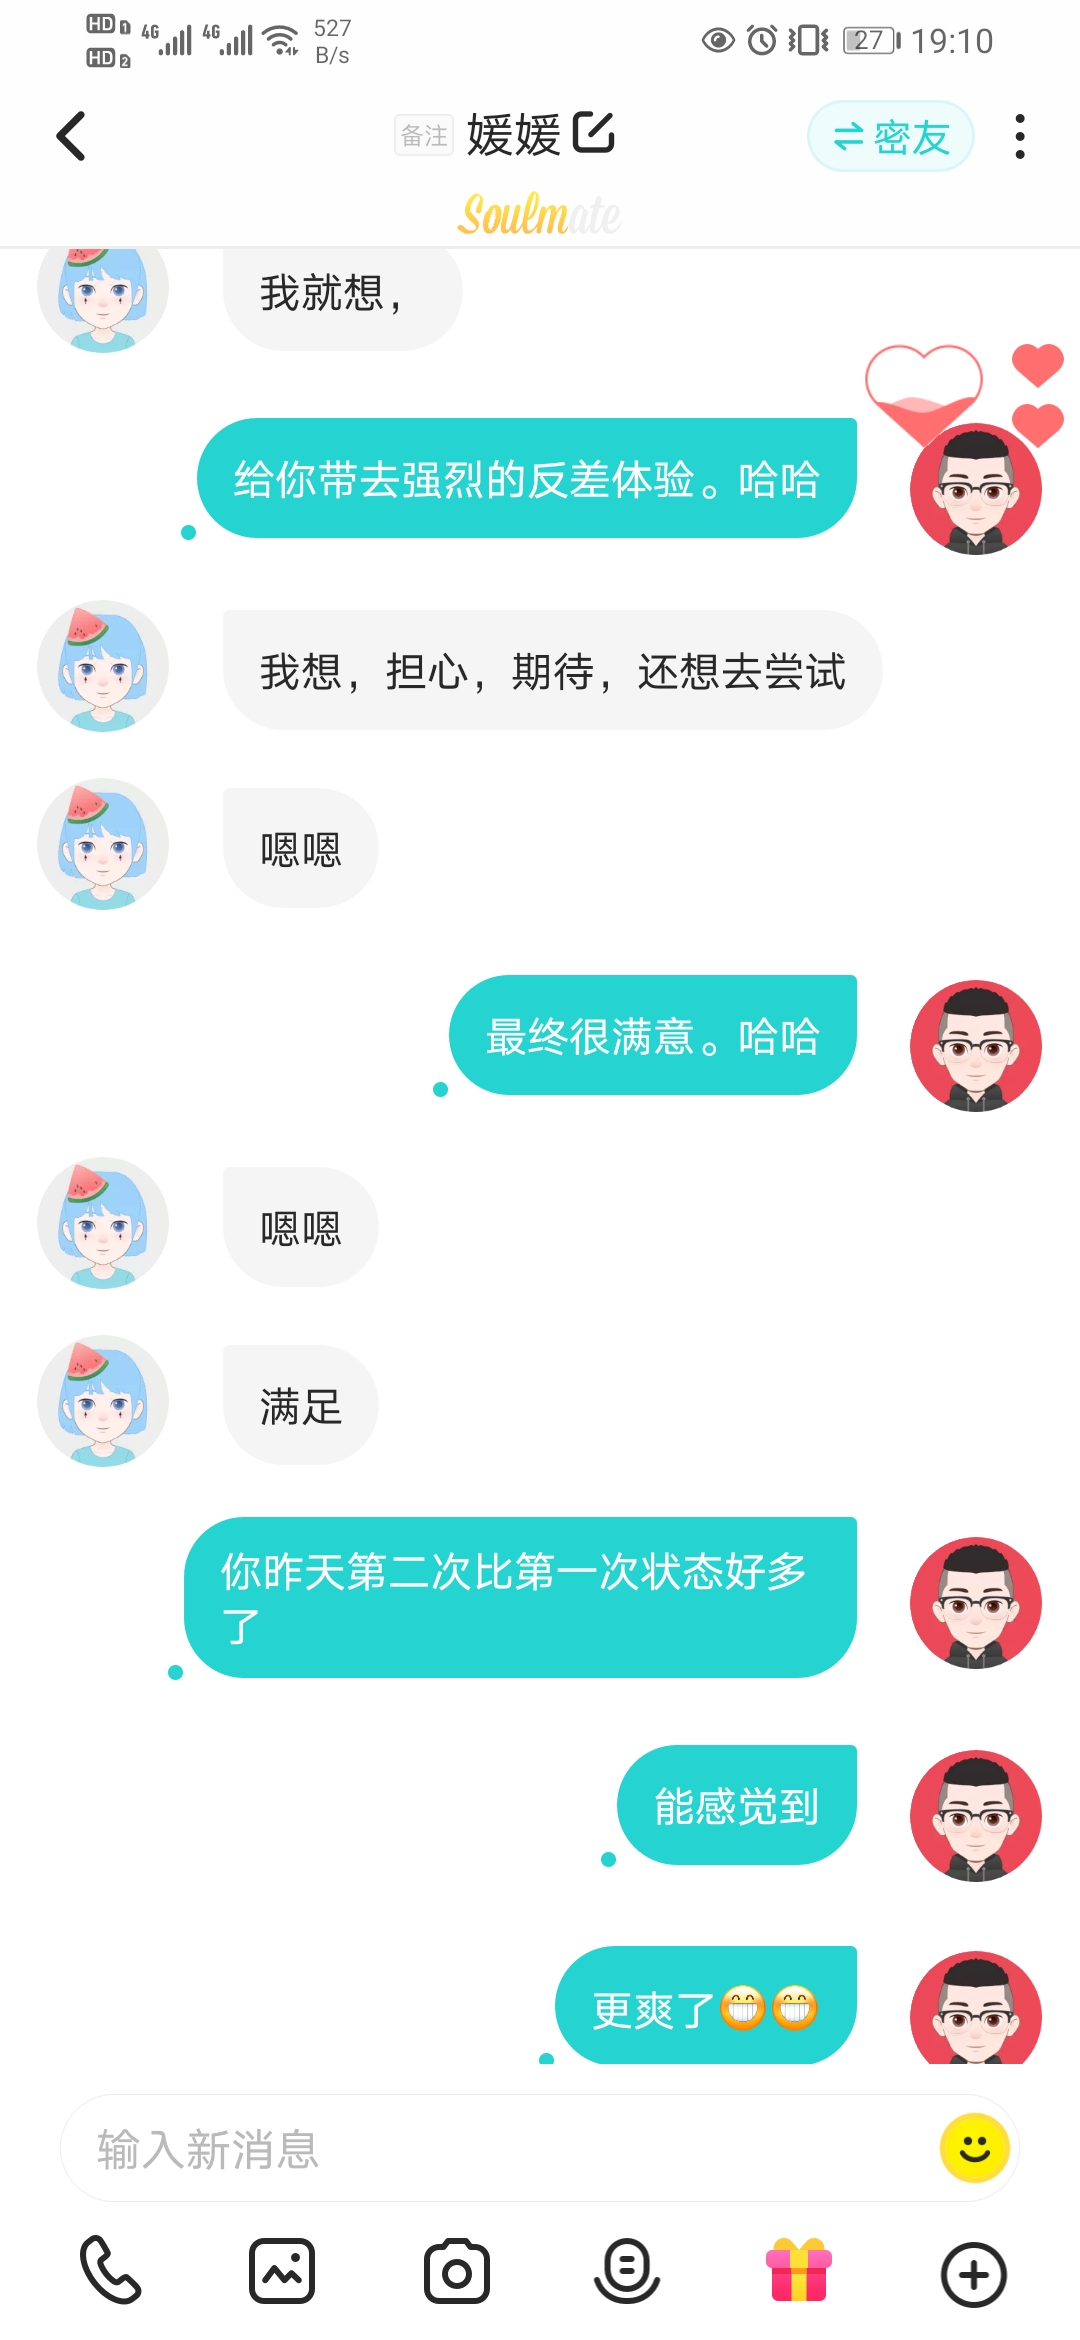 HD 1 4G 4G 527
HD 2 B/s
27 19:10
备注 媛媛 密友
Soulmate
我就想，
给你带去强烈的反差体验。哈哈
我想，担心，期待，还想去尝试
嗯嗯
最终很满意。哈哈
嗯嗯
满足
你昨天第二次比第一次状态好多
了
能感觉到
更爽了😁😁
输入新消息